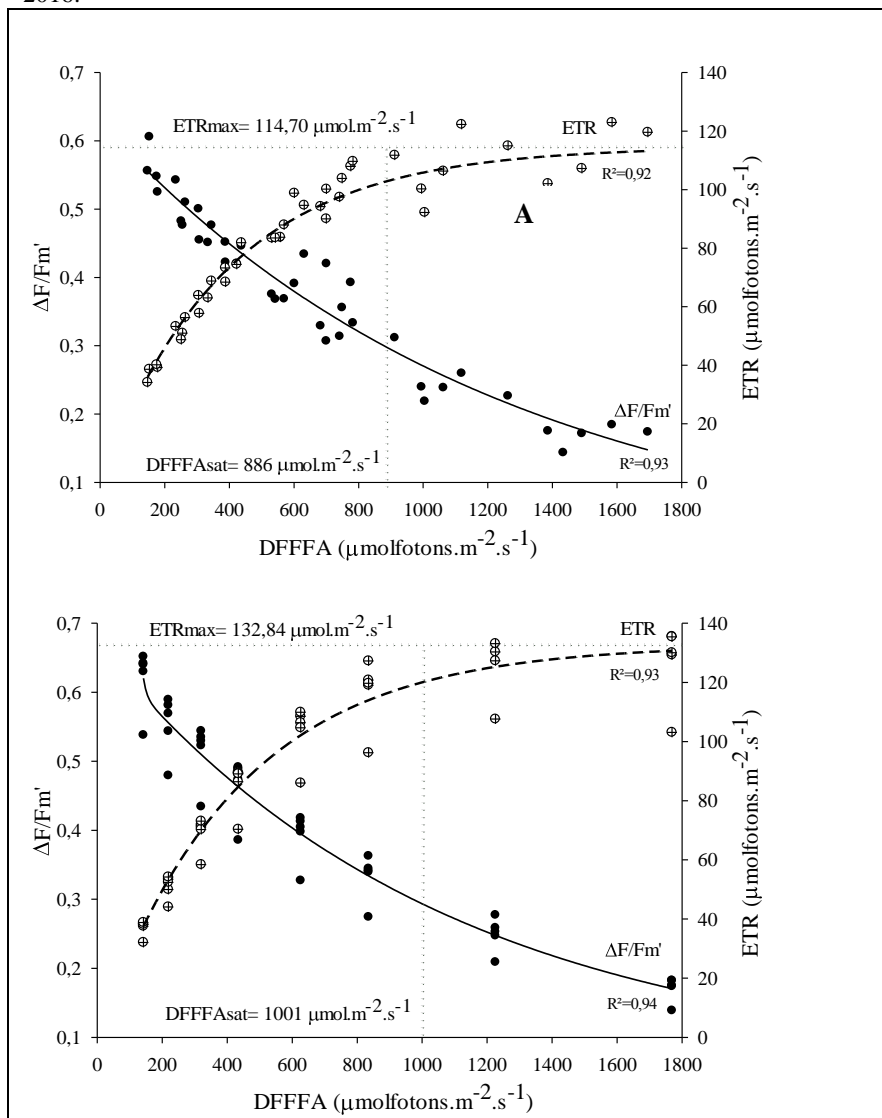 2016.
0,7
0,6
0,5
0,4
0,3
0,2
0,1
ΔF/Fm'
140
120
100
80
60
40
20
0
ETR (μmolfotons.m⁻².s⁻¹)
ETRmax= 114,70 μmol.m⁻².s⁻¹
ETR
R²=0,92
A
ΔF/Fm'
R²=0,93
DFFFAsat= 886 μmol.m⁻².s⁻¹
0 200 400 600 800 1000 1200 1400 1600 1800
DFFFA (μmolfotons.m⁻².s⁻¹)
0,7
0,6
0,5
0,4
0,3
0,2
0,1
ΔF/Fm'
140
120
100
80
60
40
20
0
ETR (μmolfotons.m⁻².s⁻¹)
ETRmax= 132,84 μmol.m⁻².s⁻¹
ETR
R²=0,93
ΔF/Fm'
R²=0,94
DFFFAsat= 1001 μmol.m⁻².s⁻¹
0 200 400 600 800 1000 1200 1400 1600 1800
DFFFA (μmolfotons.m⁻².s⁻¹)